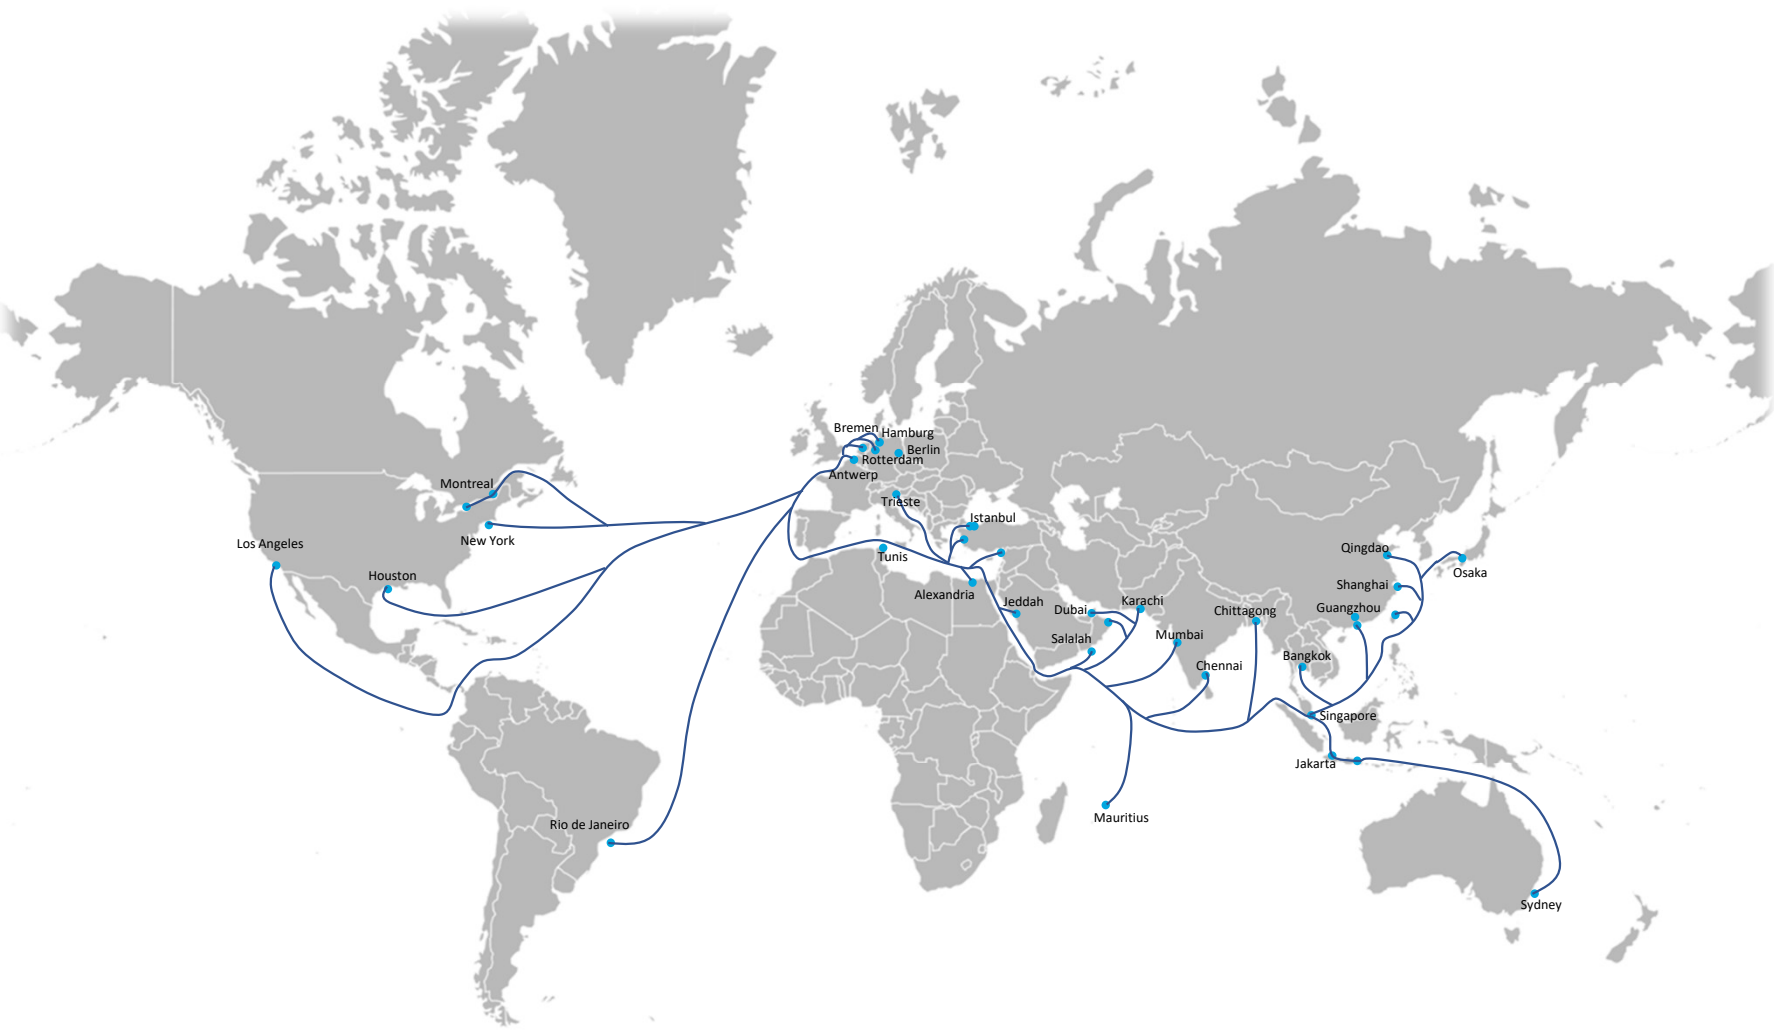 Bremen
Hamburg
Berlin
Rotterdam
Antwerp
Montreal
Trieste
Istanbul
New York
Los Angeles
Tunis
Qingdao
Osaka
Houston
Shanghai
Alexandria
Jeddah
Dubai
Karachi
Chittagong
Guangzhou
Salalah
Mumbai
Bangkok
Chennai
Singapore
Jakarta
Mauritius
Rio de Janeiro
Sydney